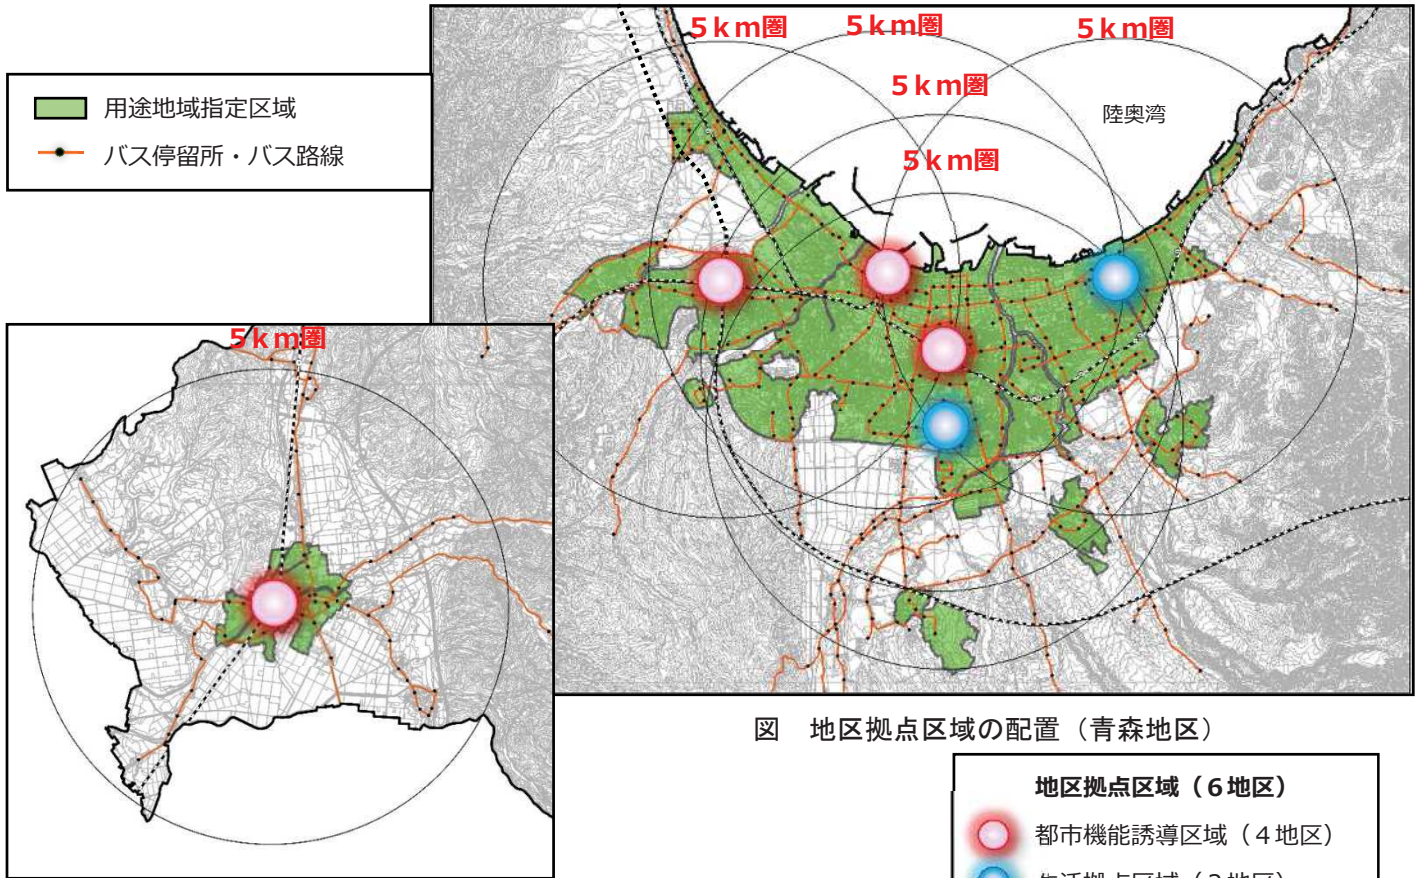 5km圏
5km圏
5km圏
5km圏
5km圏
陸奥湾
用途地域指定区域
バス停留所・バス路線
5km圏
図 地区拠点区域の配置（青森地区）
地区拠点区域（６地区）
都市機能誘導区域（４地区）